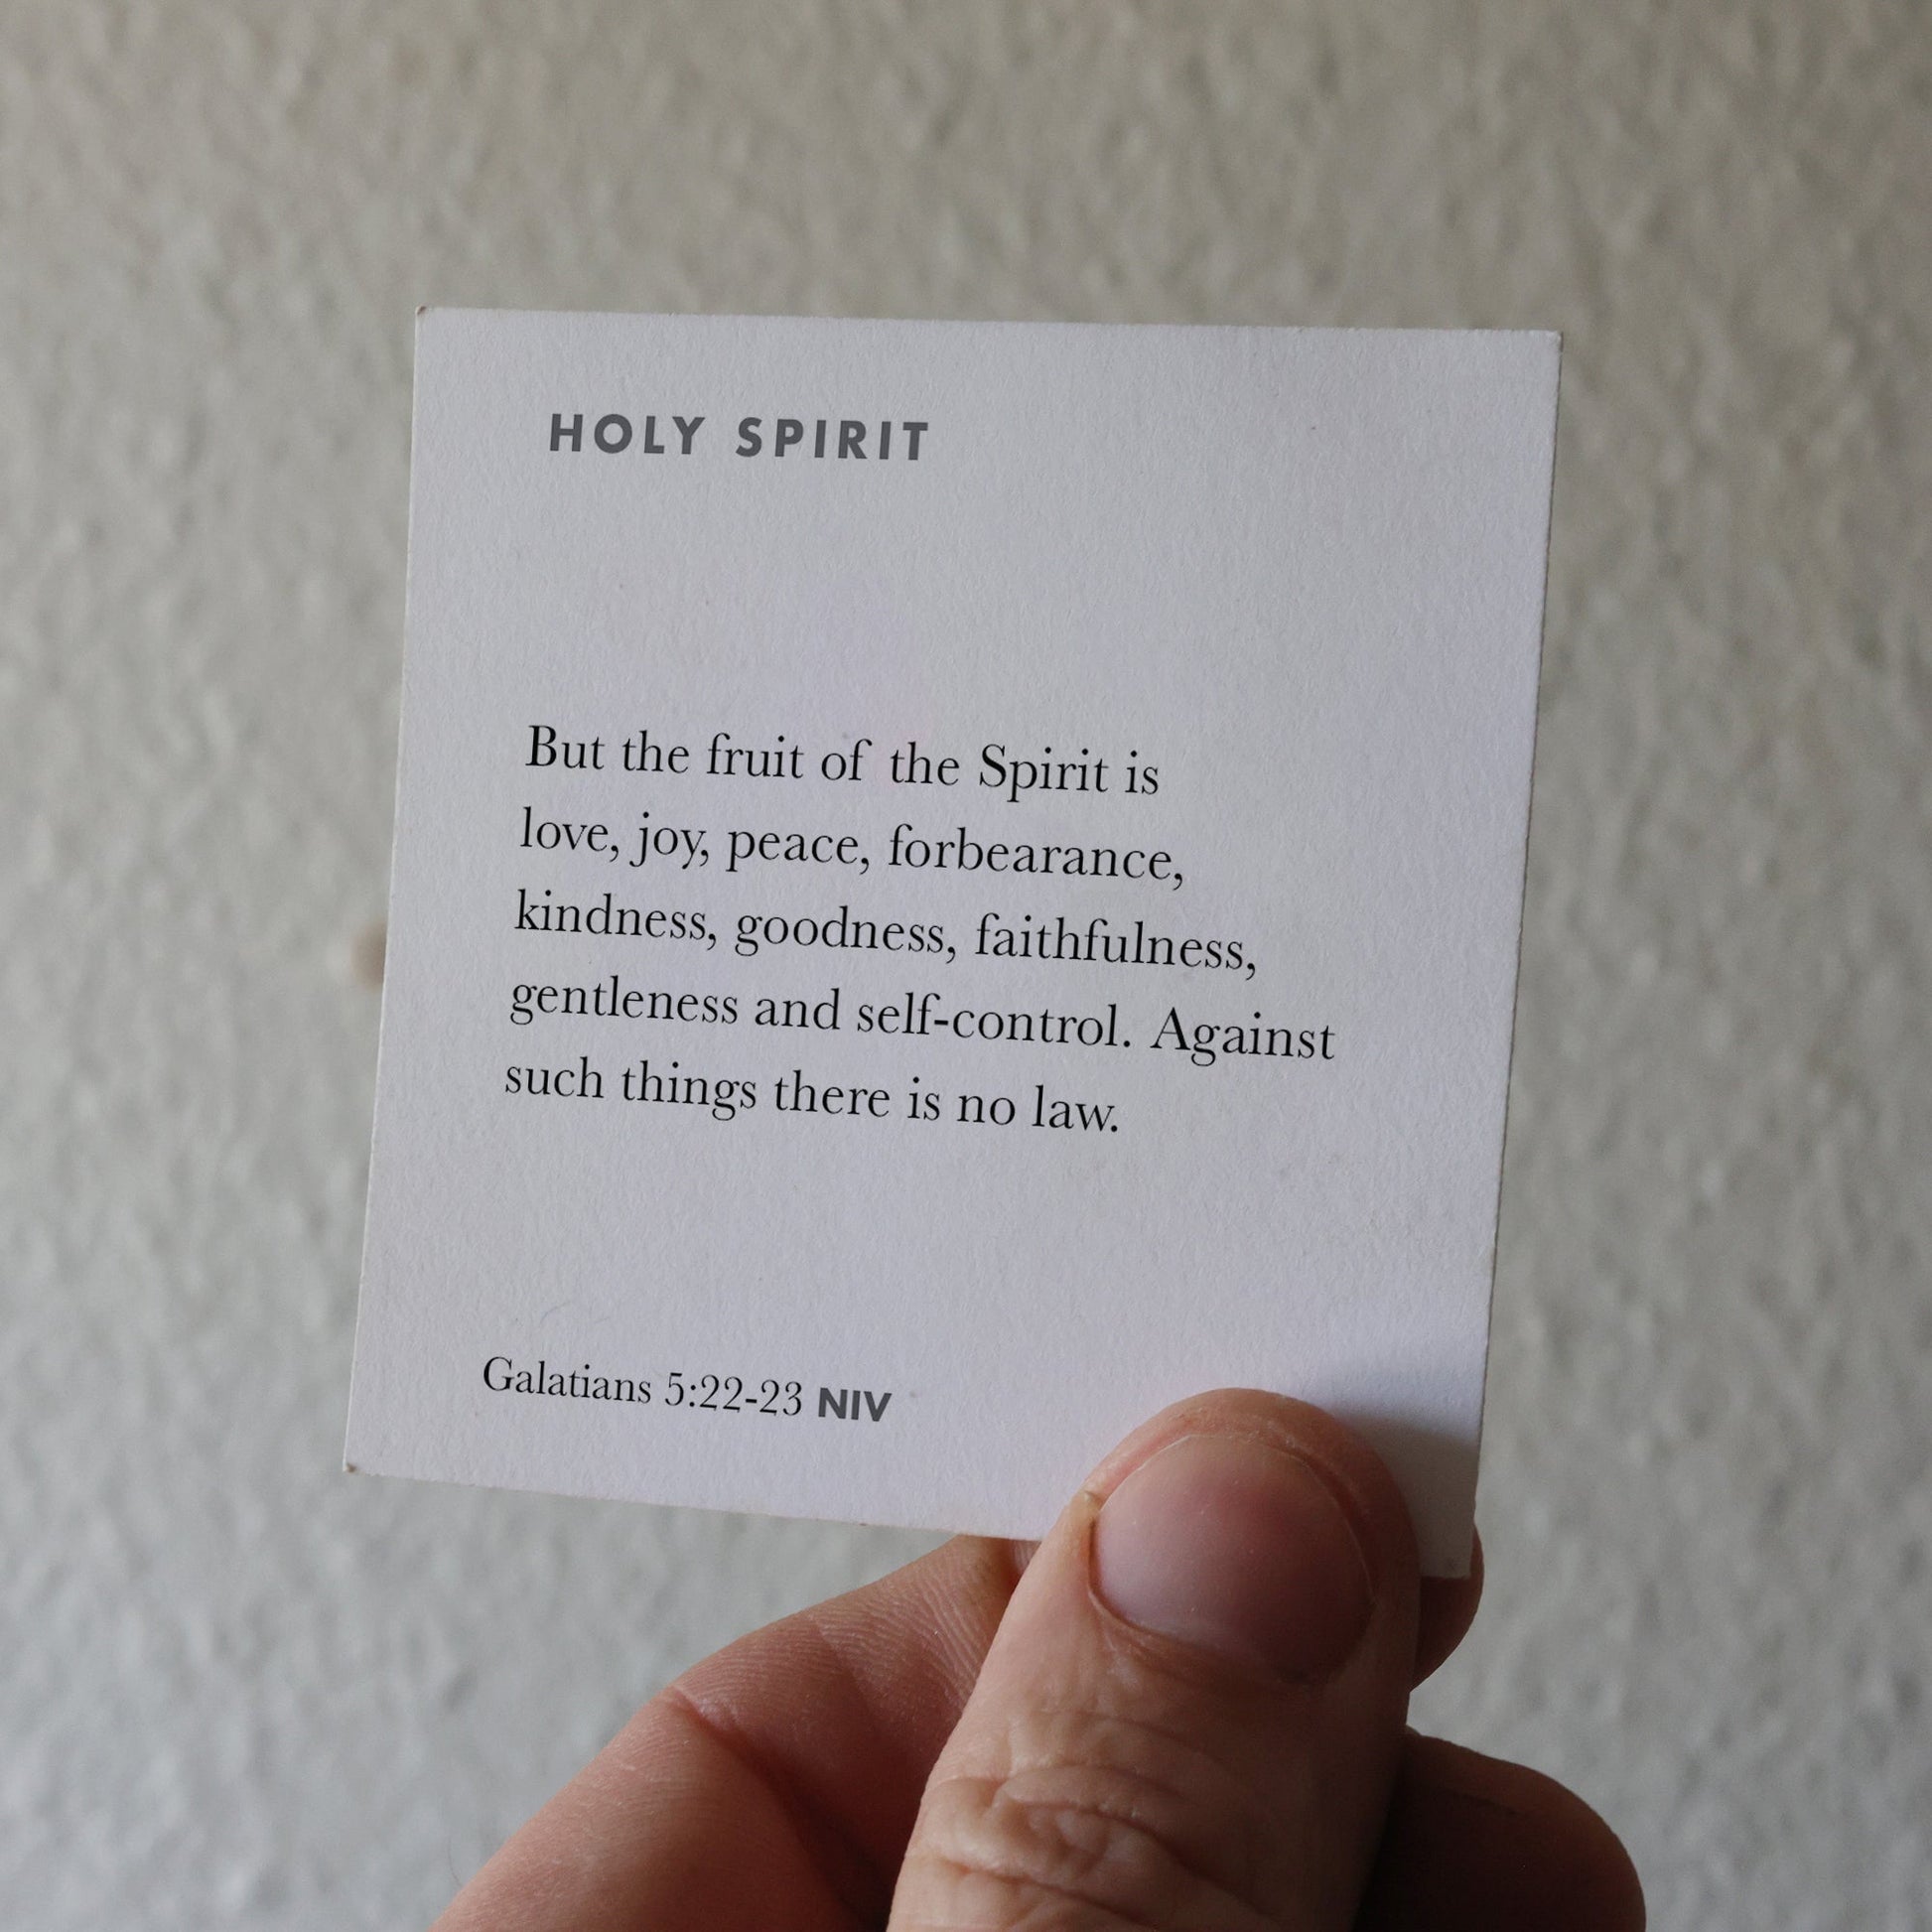 HOLY SPIRIT
But the fruit of the Spirit is
love, joy, peace, forbearance,
kindness, goodness, faithfulness,
gentleness and self-control. Against
such things there is no law.
Galatians 5:22-23 NIV